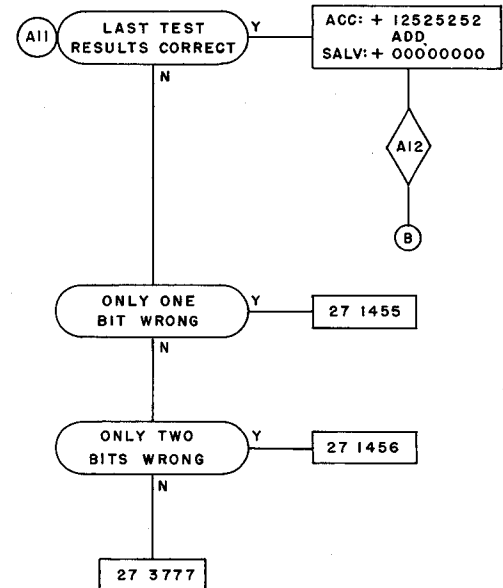 A11
LAST TEST
RESULTS CORRECT
Y
ACC: + 12525252
ADD
SALV: + 00000000
N
A12
B
ONLY ONE
BIT WRONG
Y
27 1455
N
ONLY TWO
BITS WRONG
Y
27 1456
N
27 3777